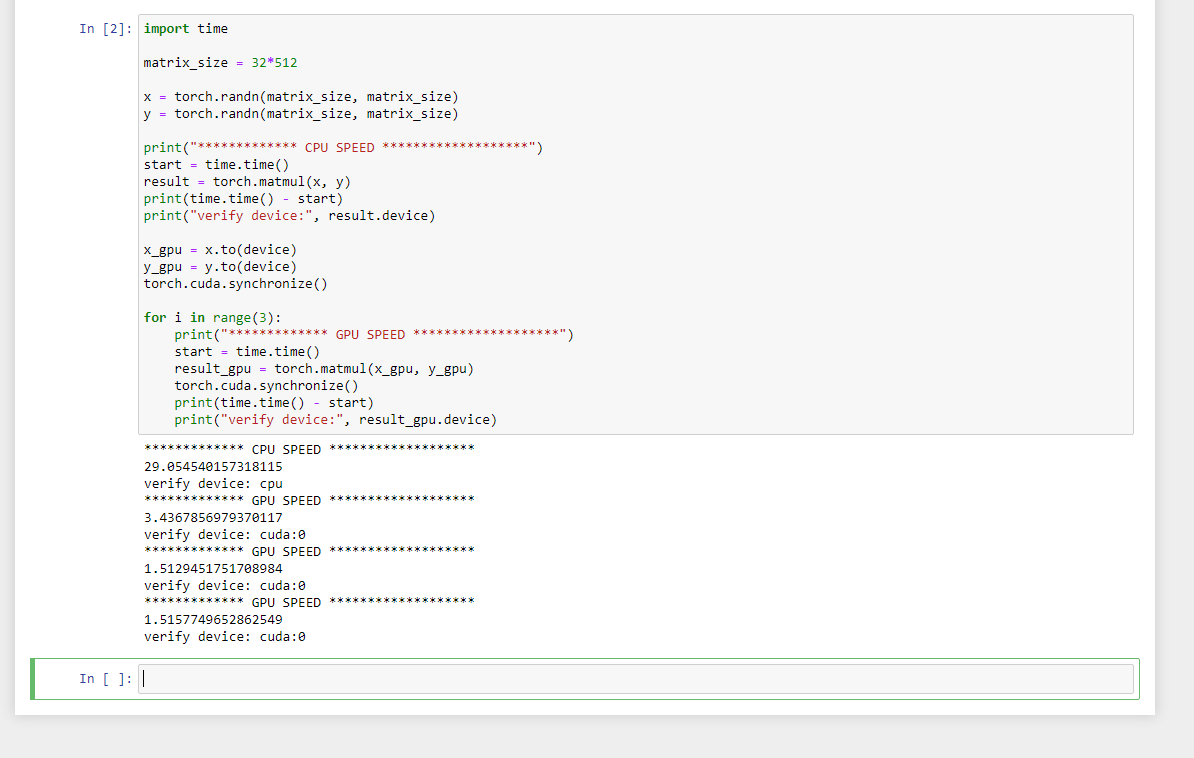 In [2]: import time
matrix_size = 32*512
x = torch.randn(matrix_size, matrix_size)
y = torch.randn(matrix_size, matrix_size)
print("************* CPU SPEED *******************")
start = time.time()
result = torch.matmul(x, y)
print(time.time() - start)
print("verify device:", result.device)
x_gpu = x.to(device)
y_gpu = y.to(device)
torch.cuda.synchronize()
for i in range(3):
    print("************* GPU SPEED *******************")
    start = time.time()
    result_gpu = torch.matmul(x_gpu, y_gpu)
    torch.cuda.synchronize()
    print(time.time() - start)
    print("verify device:", result_gpu.device)
************* CPU SPEED *******************
29.054540157318115
verify device: cpu
************* GPU SPEED *******************
3.4367856979370117
verify device: cuda:0
************* GPU SPEED *******************
1.5129451751708984
verify device: cuda:0
************* GPU SPEED *******************
1.5157749652862549
verify device: cuda:0
In [ ]: